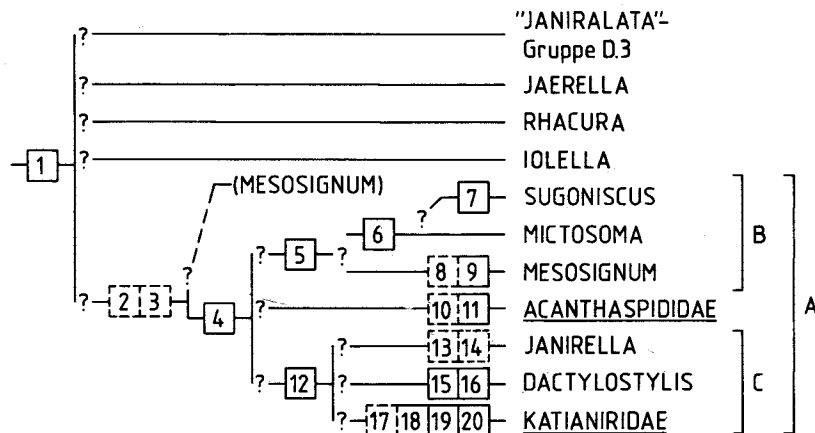 "JANIRALATA"-
Gruppe D.3
? JAERELLA
? RHACURA
? IOLELLA
1 ?
(MESOSIGNUM)
7 SUGONISCUS
?
6 MICTOSOMA
B
? 5 ?
?
8 9 MESOSIGNUM
? 2 3
4
? 10 11 ACANTHASPIDIDAE
A
? 13 14 JANIRELLA
? 12 ? 15 16 DACTYLOSTYLIS
C
? 17 18 19 20 KATIANIRIDAE